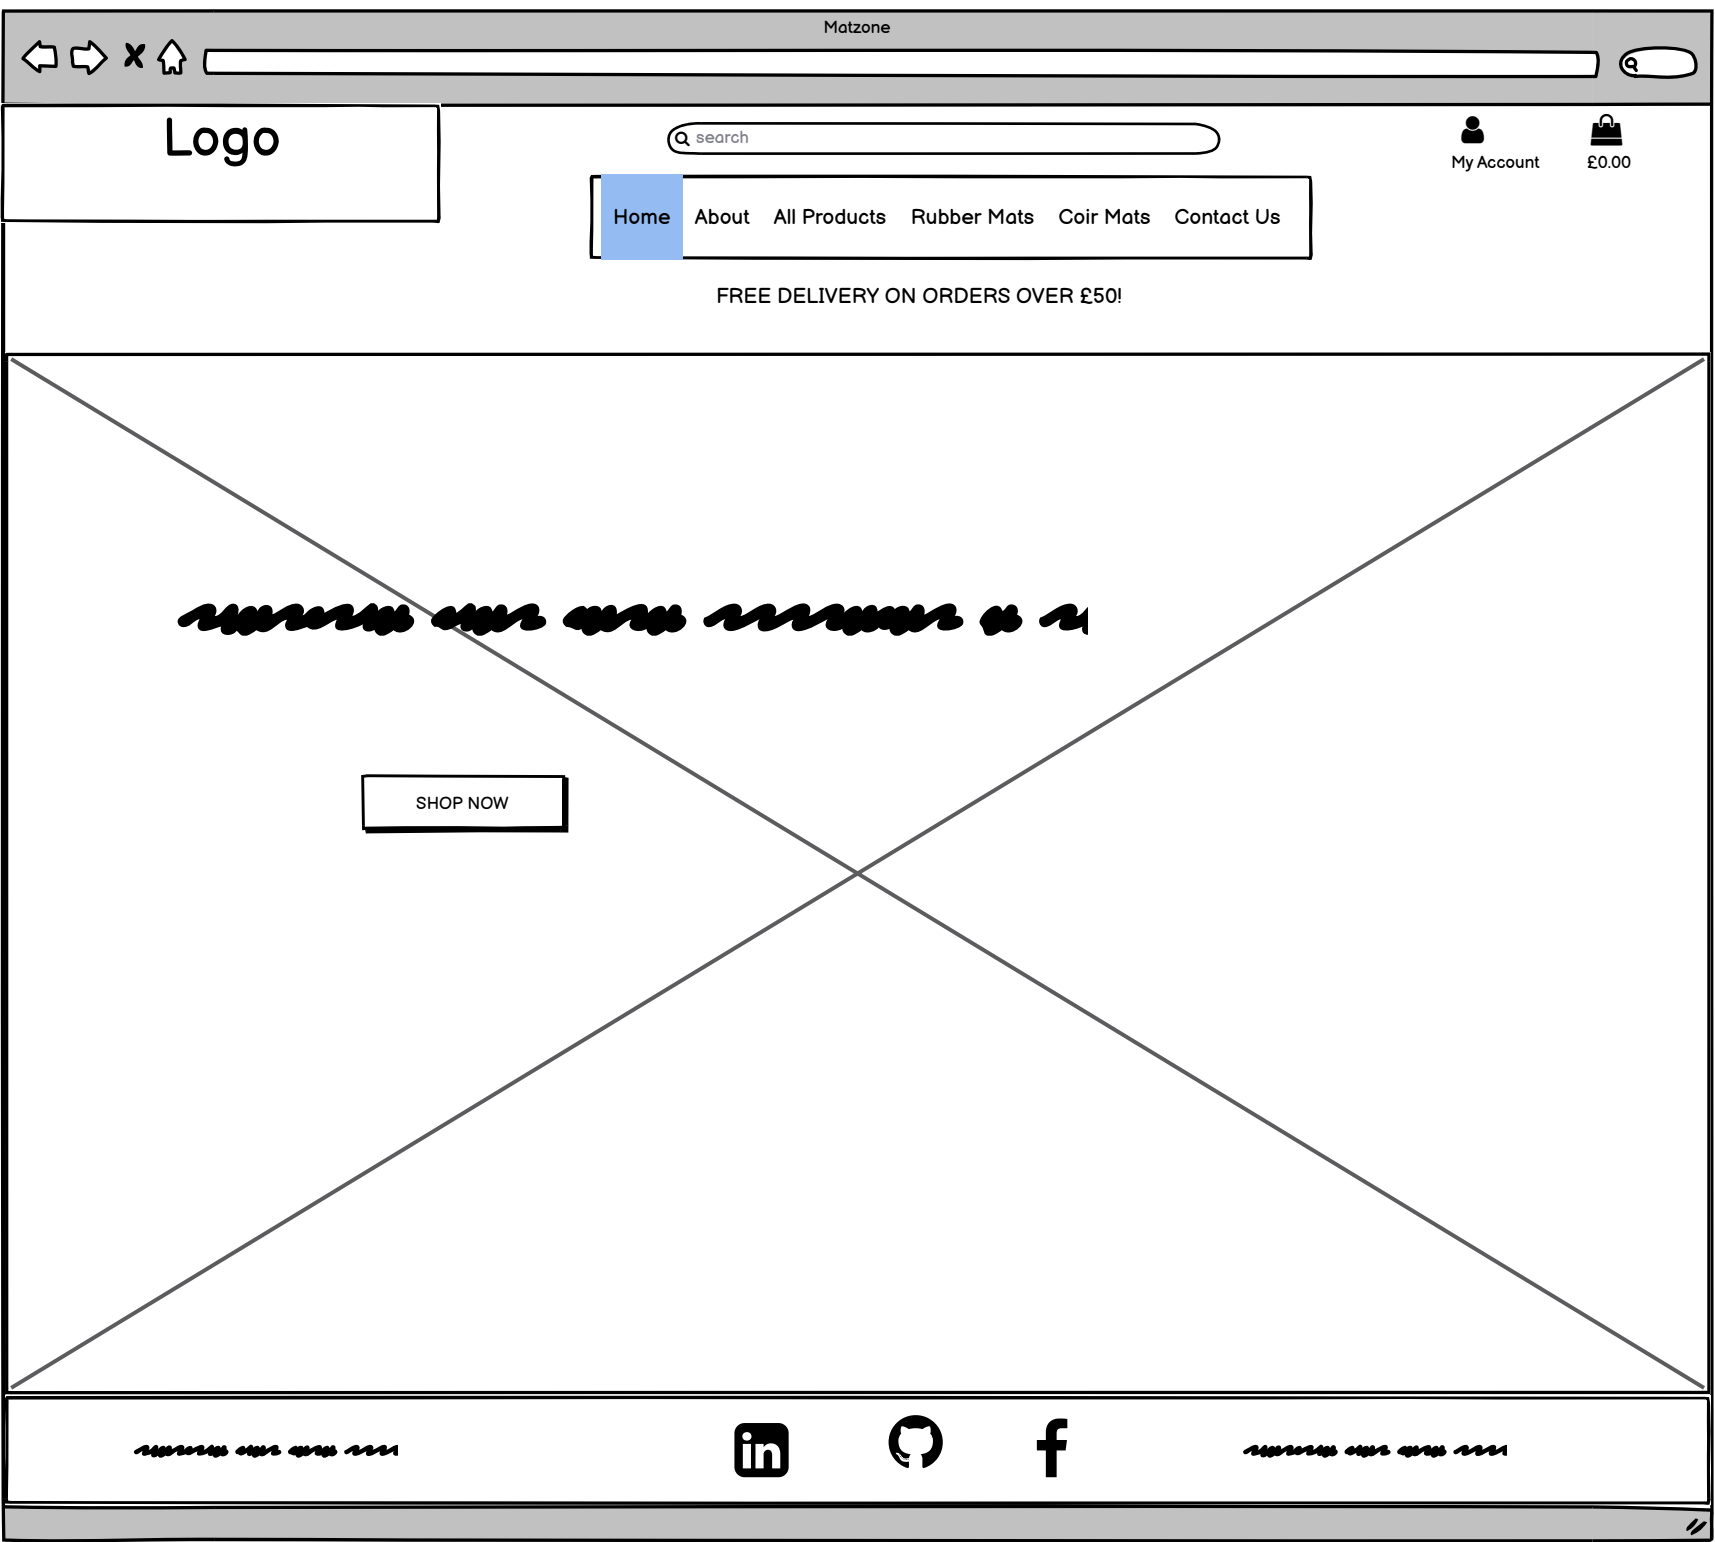 Matzone
Logo
search
My Account
£0.00
Home About All Products Rubber Mats Coir Mats Contact Us
FREE DELIVERY ON ORDERS OVER £50!
SHOP NOW
in